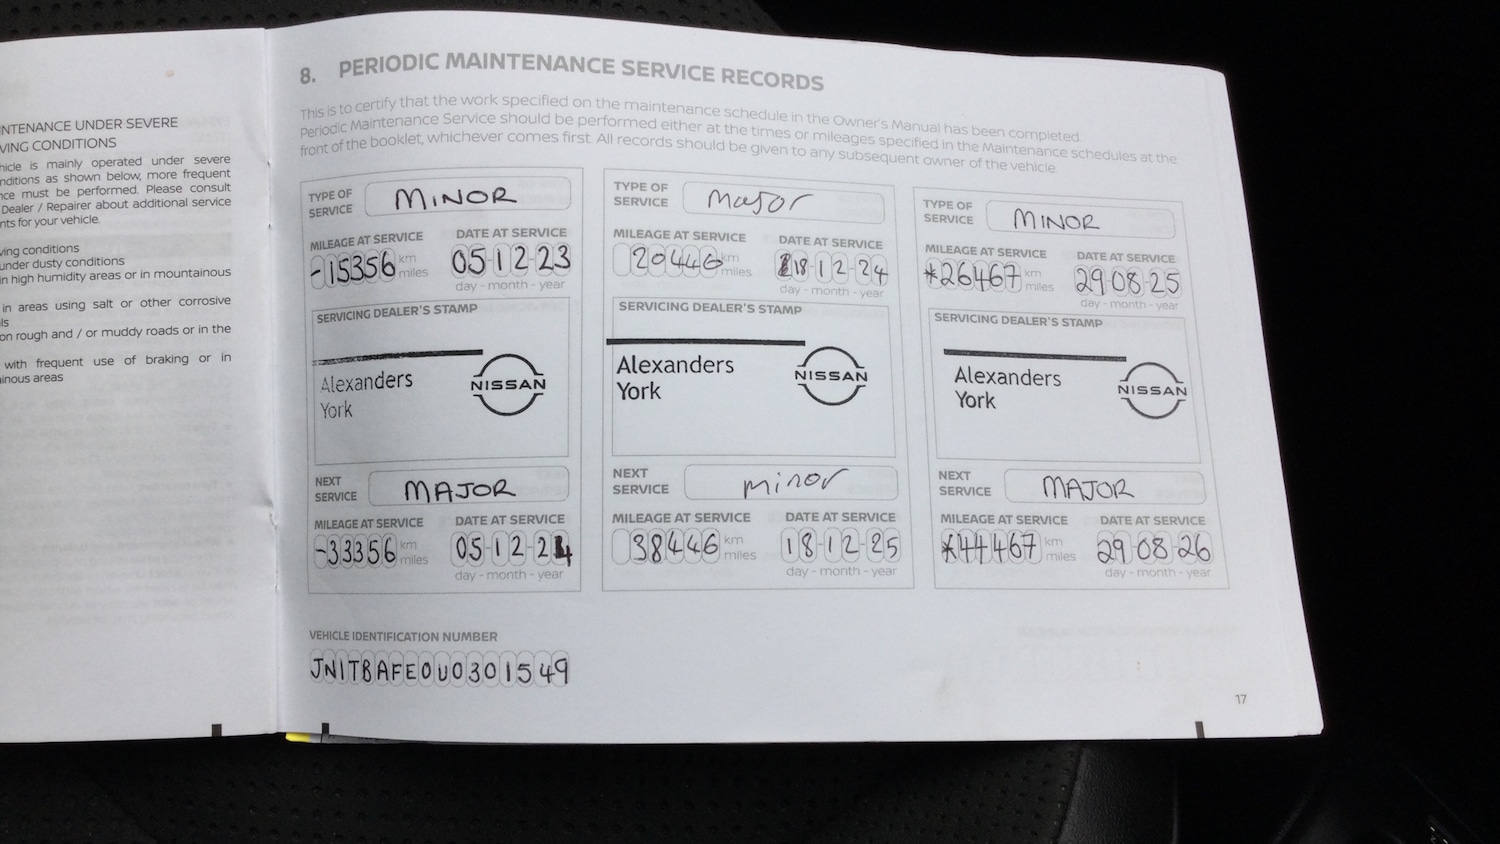 NTENANCE UNDER SEVERE
VING CONDITIONS
hicle is mainly operated under severe
nditions as shown below, more frequent
nce must be performed. Please consult
Dealer / Repairer about additional service
nts for your vehicle.
ving conditions
under dusty conditions
in high humidity areas or in mountainous
in areas using salt or other corrosive
ls
on rough and / or muddy roads or in the
with frequent use of braking or in
ainous areas
8. PERIODIC MAINTENANCE SERVICE RECORDS
This is to certify that the work specified on the maintenance schedule in the Owner's Manual has been completed.
Periodic Maintenance Service should be performed either at the times or mileages specified in the Maintenance schedules at the
front of the booklet, whichever comes first. All records should be given to any subsequent owner of the vehicle.
TYPE OF
SERVICE MINOR
MILEAGE AT SERVICE DATE AT SERVICE
-15356 km
miles 05-12-23
day - month - year
SERVICING DEALER'S STAMP
Alexanders
York
NISSAN
NEXT
SERVICE MAJOR
MILEAGE AT SERVICE DATE AT SERVICE
-33356 km
miles 05-12-24
day - month - year
TYPE OF
SERVICE Major
MILEAGE AT SERVICE DATE AT SERVICE
20446 km
miles 18-12-24
day - month - year
SERVICING DEALER'S STAMP
Alexanders
York
NISSAN
NEXT
SERVICE minor
MILEAGE AT SERVICE DATE AT SERVICE
38446 km
miles 18-12-25
day - month - year
TYPE OF
SERVICE MINOR
MILEAGE AT SERVICE DATE AT SERVICE
*26467 km
miles 29-08-25
day - month - year
SERVICING DEALER'S STAMP
Alexanders
York
NISSAN
NEXT
SERVICE MAJOR
MILEAGE AT SERVICE DATE AT SERVICE
*44467 km
miles 29-08-26
day - month - year
VEHICLE IDENTIFICATION NUMBER
JN1TBAFE0U0301549
17